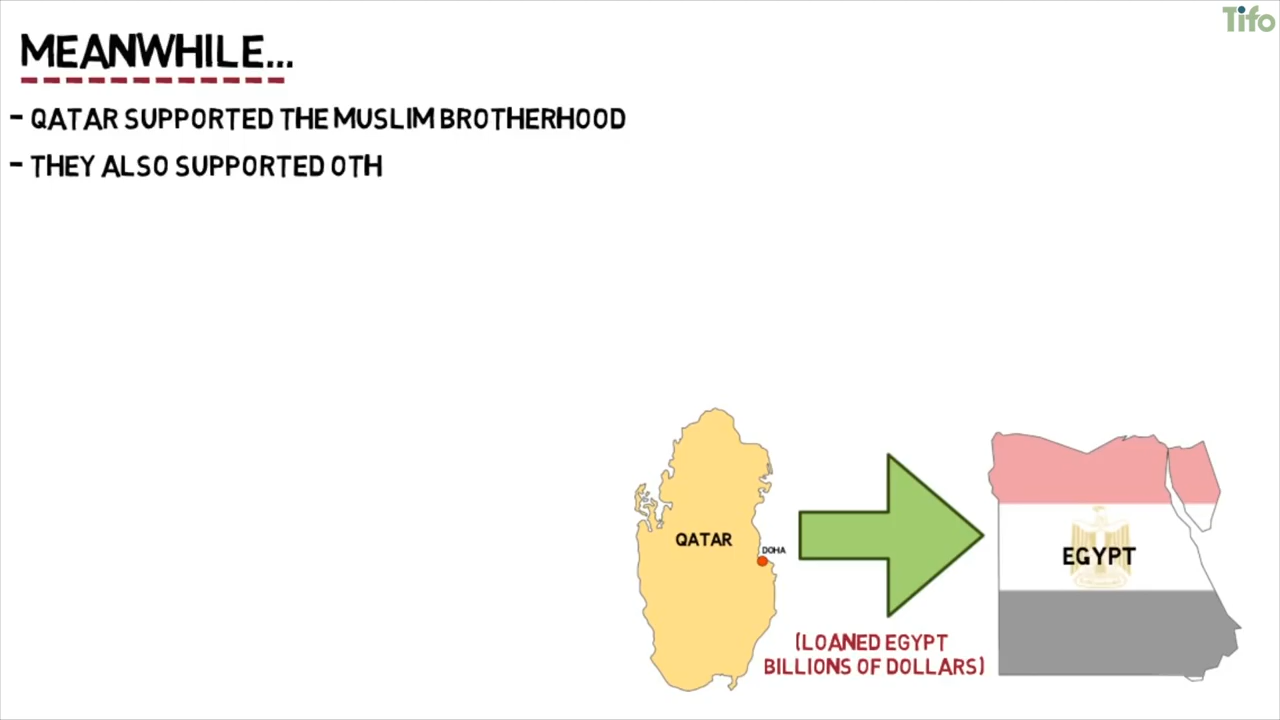 Tifo
MEANWHILE...
- QATAR SUPPORTED THE MUSLIM BROTHERHOOD
- THEY ALSO SUPPORTED OTH
QATAR
DOHA
EGYPT
(LOANED EGYPT
BILLIONS OF DOLLARS)